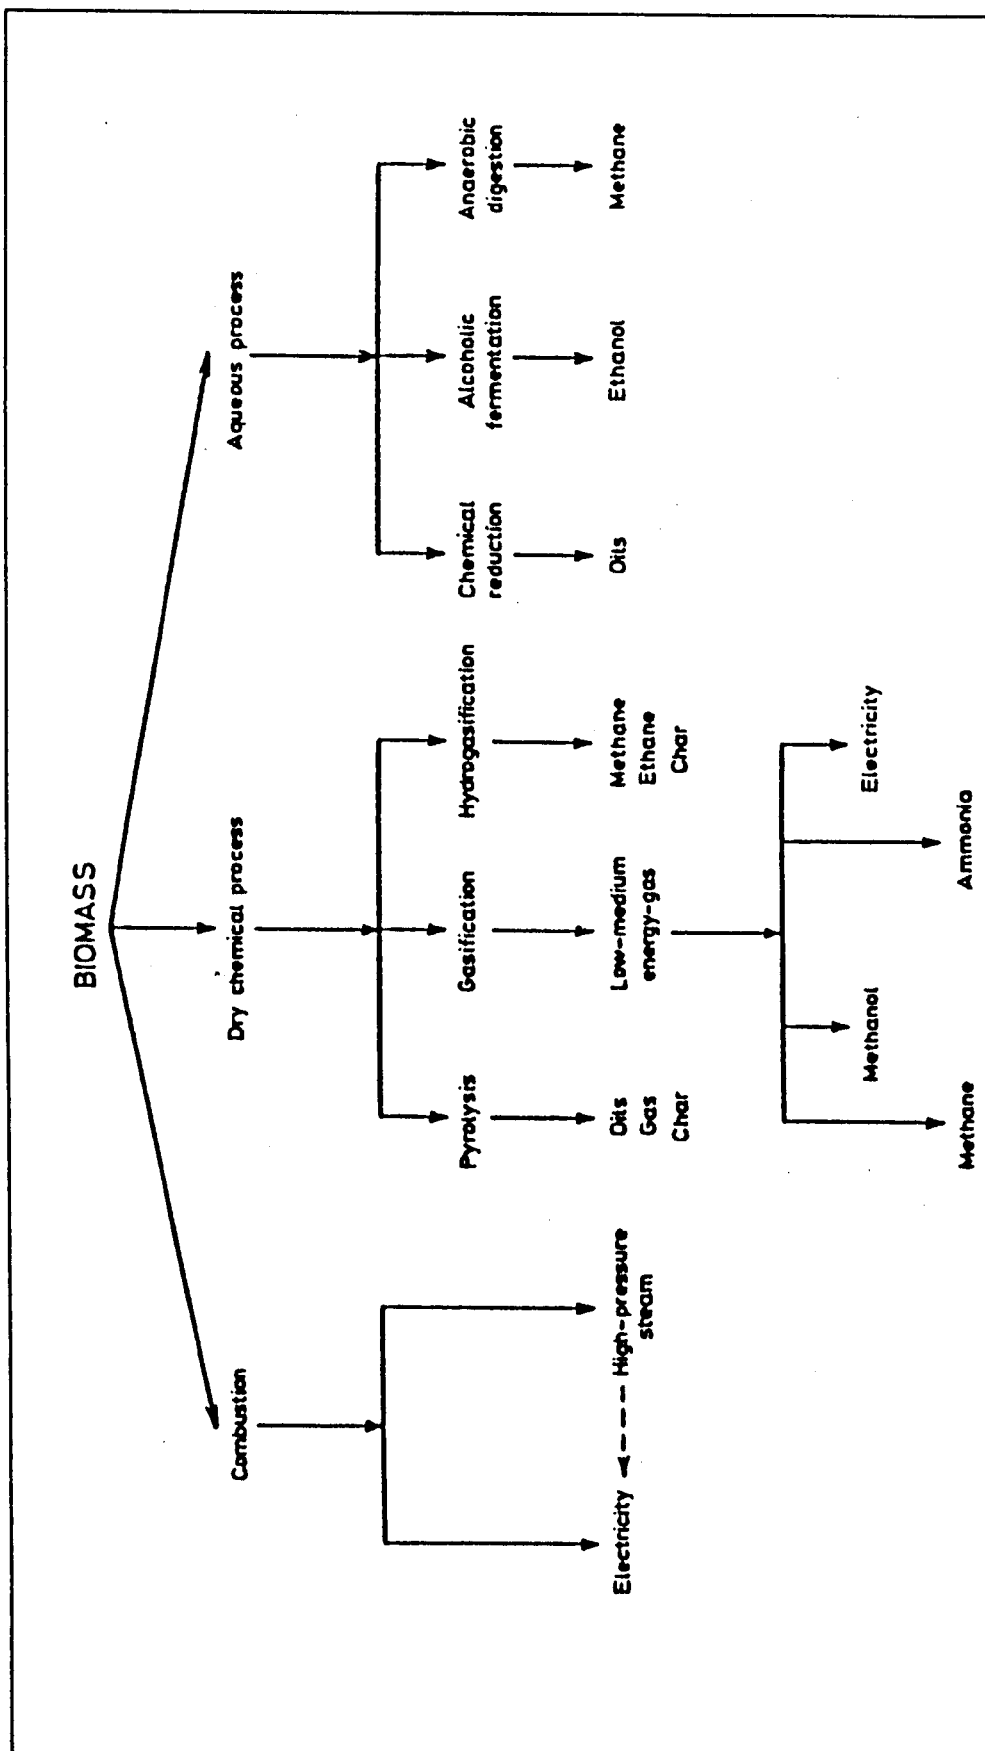 BIOMASS
Combustion
Dry chemical process
Aqueous process
Pyrolysis
Gasification
Hydrogasification
Chemical
reduction
Alcoholic
fermentation
Anaerobic
digestion
Electricity
High-pressure
steam
Oils
Gas
Char
Low-medium
energy-gas
Methane
Ethane
Char
Oils
Ethanol
Methane
Methanol
Electricity
Methane
Ammonia